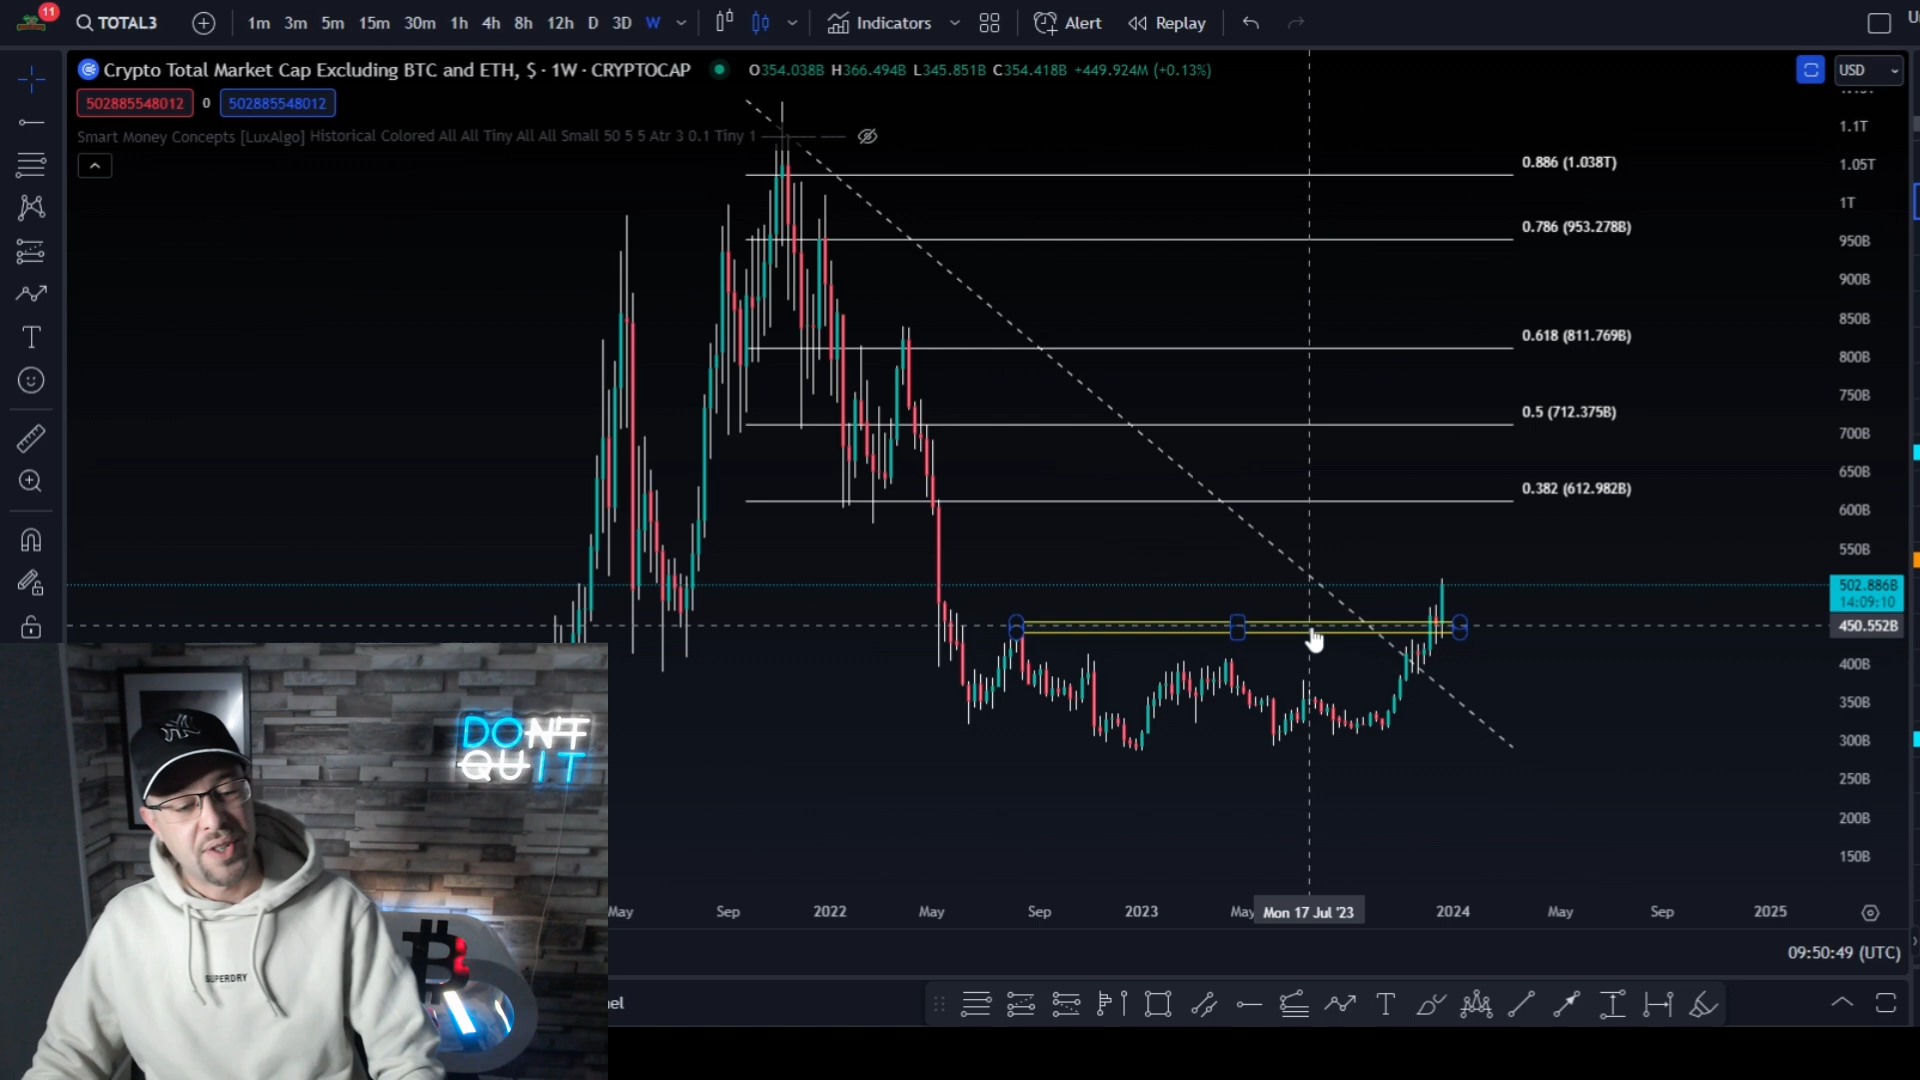 11
TOTAL3 1m 3m 5m 15m 30m 1h 4h 8h 12h D 3D W Indicators Alert Replay
Crypto Total Market Cap Excluding BTC and ETH, $ · 1W · CRYPTOCAP O354.038B H366.494B L345.851B C354.418B +449.924M (+0.13%) USD
502885548012 0 502885548012
Smart Money Concepts [LuxAlgo] Historical Colored All All Tiny All All Small 50 5 5 Atr 3 0.1 Tiny 1
1.1T
0.886 (1.038T) 1.05T
1T
0.786 (953.278B) 950B
900B
850B
0.618 (811.769B)
800B
750B
0.5 (712.375B)
700B
650B
0.382 (612.982B)
600B
550B
502.886B
14:09:10
450.552B
400B
350B
300B
250B
200B
150B
May Sep 2022 May Sep 2023 May Mon 17 Jul '23 2024 May Sep 2025
09:50:49 (UTC)
el
T
DON'T
QUIT
NY
SUPERDRY
B